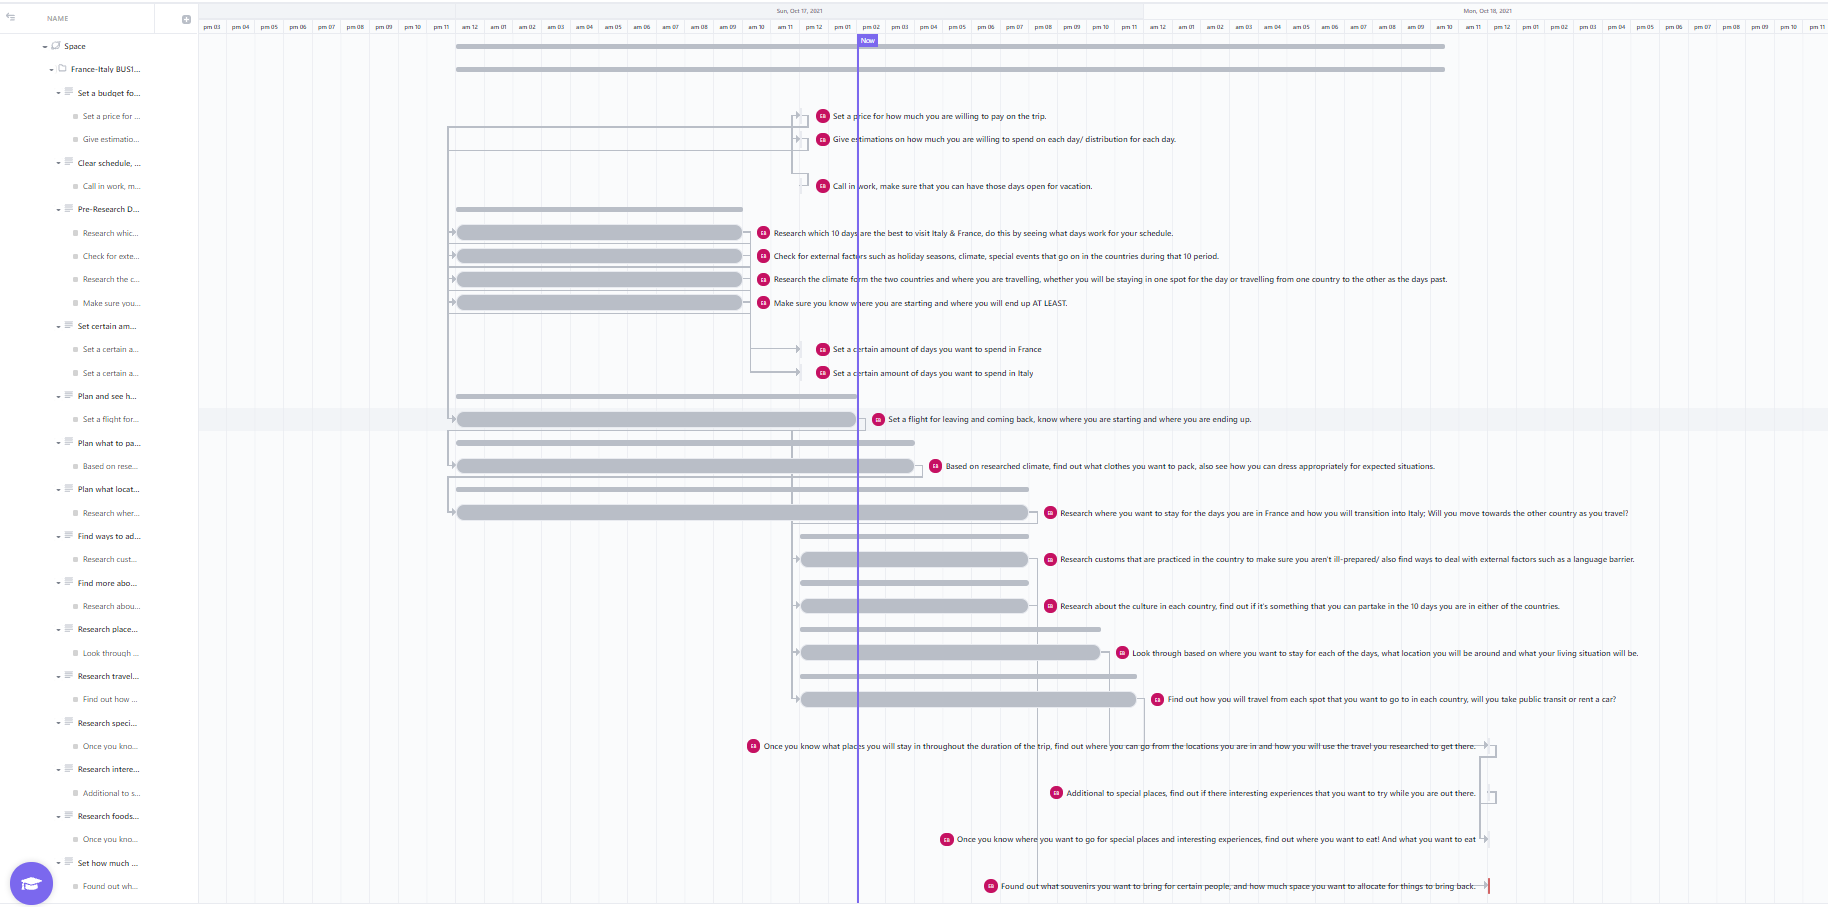 Sun, Oct 17, 2021 Mon, Oct 18, 2021
NAME
pm 03 pm 04 pm 05 pm 06 pm 07 pm 08 pm 09 pm 10 pm 11 am 12 am 01 am 02 am 03 am 04 am 05 am 06 am 07 am 08 am 09 am 10 am 11 pm 12 pm 01 pm 02 pm 03 pm 04 pm 05 pm 06 pm 07 pm 08 pm 09 pm 10 pm 11 am 12 am 01 am 02 am 03 am 04 am 05 am 06 am 07 am 08 am 09 am 10 am 11 pm 12 pm 01 pm 02 pm 03 pm 04 pm 05 pm 06 pm 07 pm 08 pm 09 pm 10 pm 11
Now
Space
France-Italy BUS1...
Set a budget fo...
Set a price for ... EB Set a price for how much you are willing to pay on the trip.
Give estimatio... EB Give estimations on how much you are willing to spend on each day/ distribution for each day.
Clear schedule, ...
Call in work, m... EB Call in work, make sure that you can have those days open for vacation.
Pre-Research D...
Research whic... EB Research which 10 days are the best to visit Italy & France, do this by seeing what days work for your schedule.
Check for exte... EB Check for external factors such as holiday seasons, climate, special events that go on in the countries during that 10 period.
Research the c... EB Research the climate form the two countries and where you are travelling, whether you will be staying in one spot for the day or travelling from one country to the other as the days past.
Make sure you... EB Make sure you know where you are starting and where you will end up AT LEAST.
Set certain am...
Set a certain a... EB Set a certain amount of days you want to spend in France
Set a certain a... EB Set a certain amount of days you want to spend in Italy
Plan and see h...
Set a flight for... EB Set a flight for leaving and coming back, know where you are starting and where you are ending up.
Plan what to pa...
Based on rese... EB Based on researched climate, find out what clothes you want to pack, also see how you can dress appropriately for expected situations.
Plan what locat...
Research wher... EB Research where you want to stay for the days you are in France and how you will transition into Italy; Will you move towards the other country as you travel?
Find ways to ad...
Research cust... EB Research customs that are practiced in the country to make sure you aren't ill-prepared/ also find ways to deal with external factors such as a language barrier.
Find more abo...
Research abou... EB Research about the culture in each country, find out if it's something that you can partake in the 10 days you are in either of the countries.
Research place...
Look through ... EB Look through based on where you want to stay for each of the days, what location you will be around and what your living situation will be.
Research travel...
Find out how ... EB Find out how you will travel from each spot that you want to go to in each country, will you take public transit or rent a car?
Research speci...
Once you kno... EB Once you know what places you will stay in throughout the duration of the trip, find out where you can go from the locations you are in and how you will use the travel you researched to get there.
Research intere...
Additional to s... EB Additional to special places, find out if there interesting experiences that you want to try while you are out there.
Research foods...
Once you kno... EB Once you know where you want to go for special places and interesting experiences, find out where you want to eat! And what you want to eat
Set how much ...
Found out wh... EB Found out what souvenirs you want to bring for certain people, and how much space you want to allocate for things to bring back.